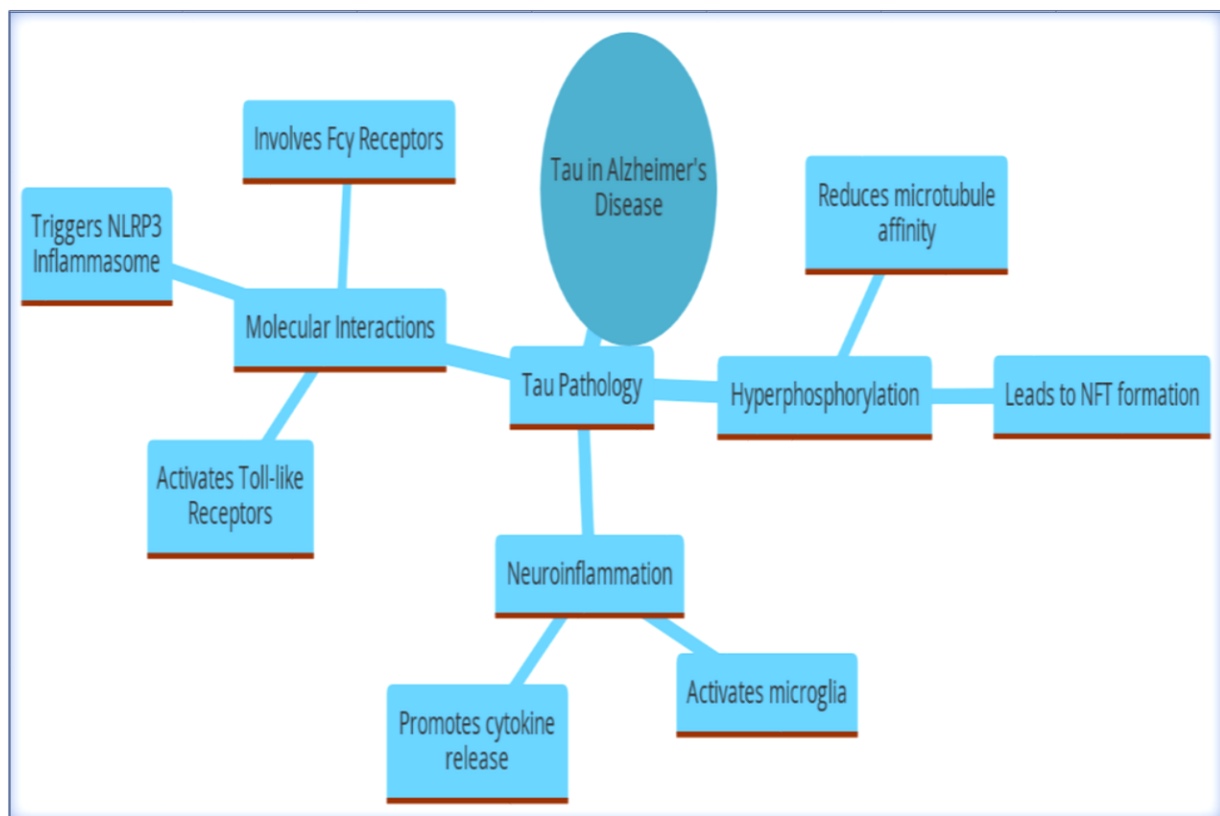 Tau in Alzheimer's
Disease
Involves Fcy Receptors
Triggers NLRP3
Inflammasome
Molecular Interactions
Activates Toll-like
Receptors
Tau Pathology
Reduces microtubule
affinity
Hyperphosphorylation
Leads to NFT formation
Neuroinflammation
Promotes cytokine
release
Activates microglia